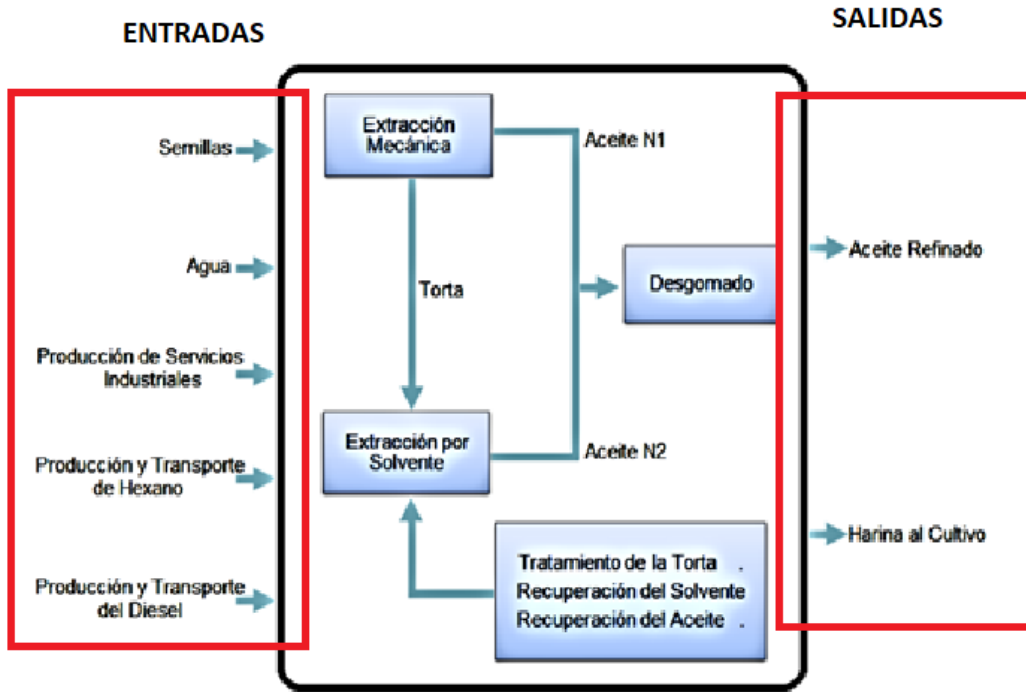 ENTRADAS
SALIDAS
Semillas
Agua
Producción de Servicios
Industriales
Producción y Transporte
de Hexano
Producción y Transporte
del Diesel
Extracción
Mecánica
Aceite N1
Torta
Desgomado
Extracción por
Solvente
Aceite N2
Tratamiento de la Torta .
Recuperación del Solvente
Recuperación del Aceite .
Aceite Refinado
Harina al Cultivo